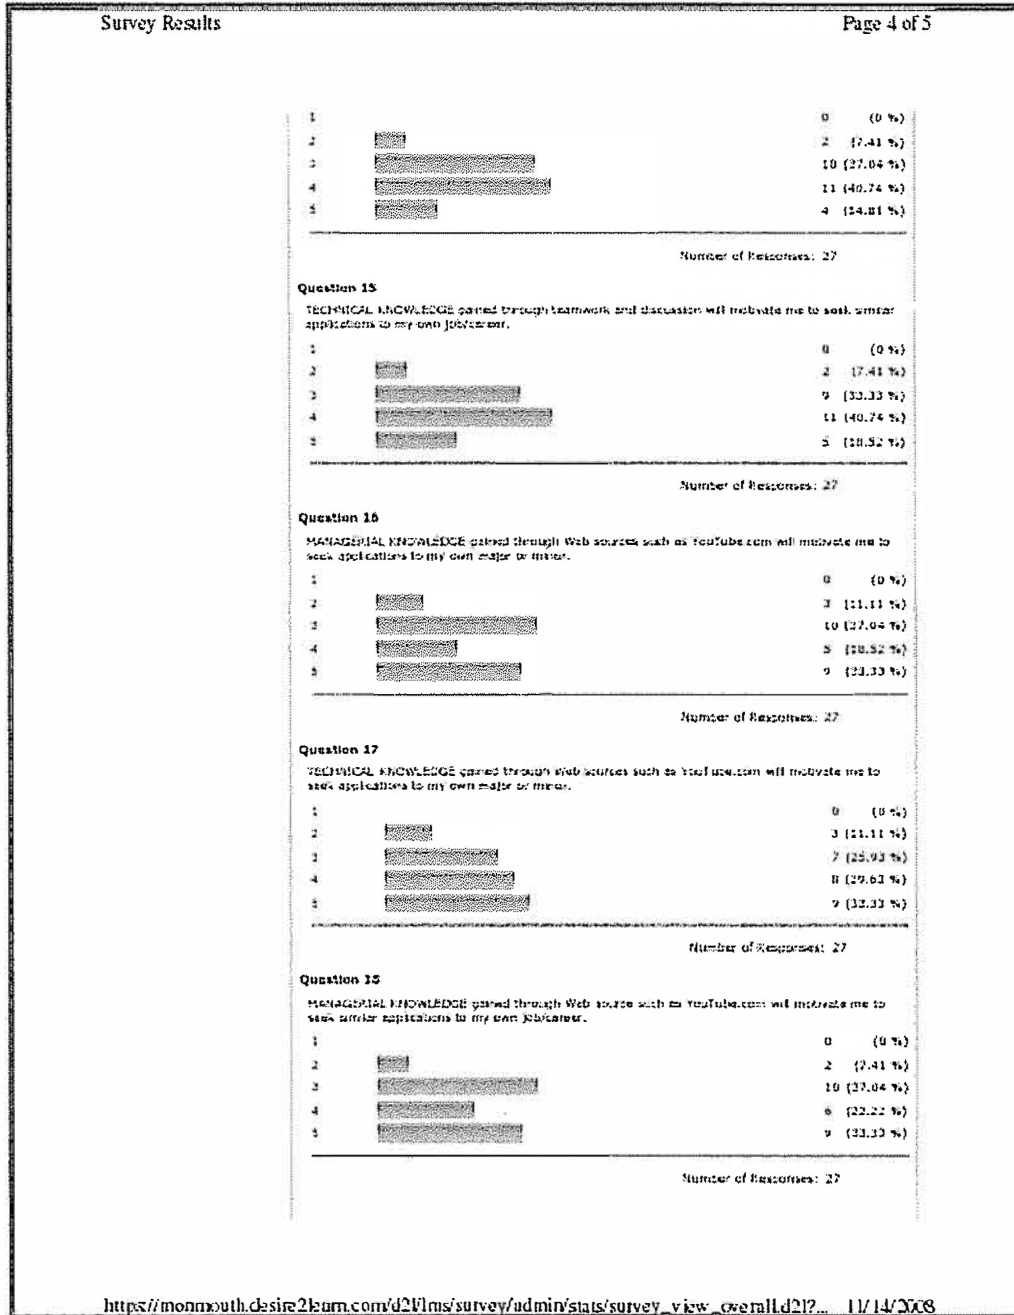 Survey Results Page 4 of 5
1 0 (0 %)
2 2 (7.41 %)
3 10 (37.04 %)
4 11 (40.74 %)
5 4 (14.81 %)
Number of Responses: 27
Question 15
TECHNICAL KNOWLEDGE gained through teamwork and discussion will motivate me to seek similar
applications to my own job/career.
1 0 (0 %)
2 2 (7.41 %)
3 9 (33.33 %)
4 11 (40.74 %)
5 5 (18.52 %)
Number of Responses: 27
Question 16
MANAGERIAL KNOWLEDGE gained through Web sources such as YouTube.com will motivate me to
seek applications to my own major or minor.
1 0 (0 %)
2 3 (11.11 %)
3 10 (37.04 %)
4 5 (18.52 %)
5 9 (33.33 %)
Number of Responses: 27
Question 17
TECHNICAL KNOWLEDGE gained through Web sources such as YouTube.com will motivate me to
seek applications to my own major or minor.
1 0 (0 %)
2 3 (11.11 %)
3 7 (25.93 %)
4 8 (29.63 %)
5 9 (33.33 %)
Number of Responses: 27
Question 18
MANAGERIAL KNOWLEDGE gained through Web source such as YouTube.com will motivate me to
seek similar applications to my own job/career.
1 0 (0 %)
2 2 (7.41 %)
3 10 (37.04 %)
4 6 (22.22 %)
5 9 (33.33 %)
Number of Responses: 27
https://monmouth.desire2learn.com/d2l/lms/survey/admin/stats/survey_view_overall.d2l?... 11/14/2008